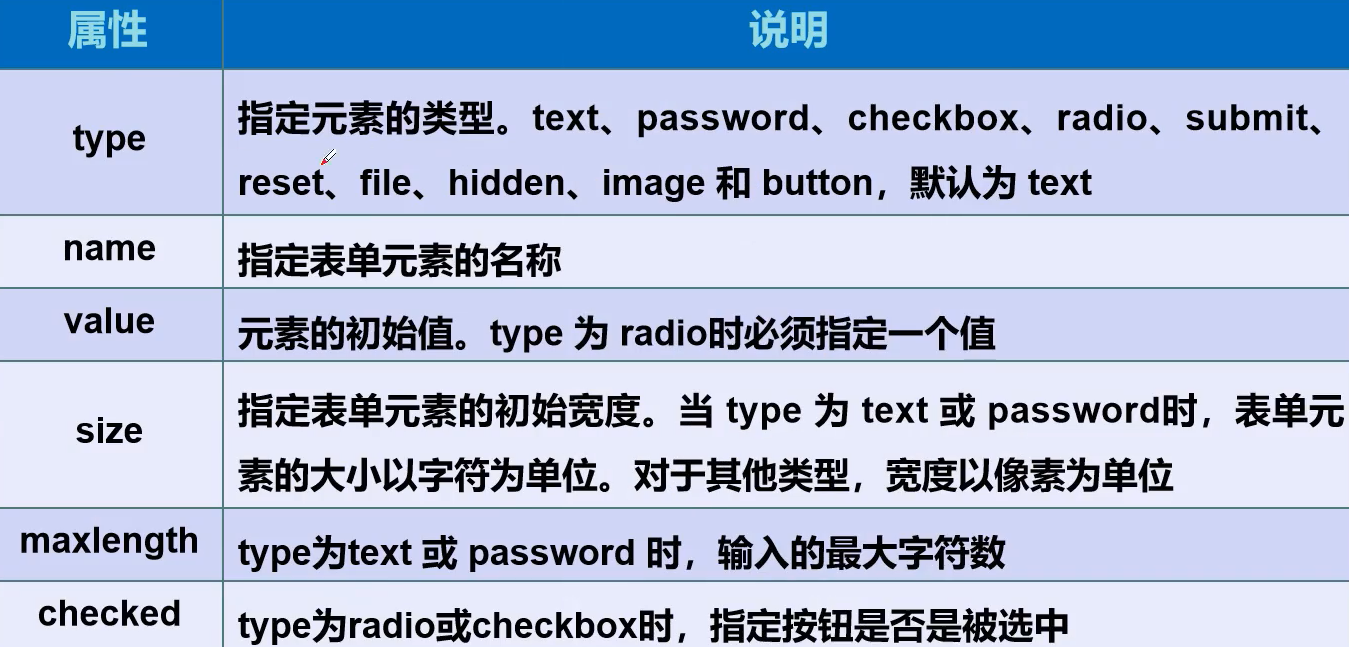 属性
说明
type
指定元素的类型。text、password、checkbox、radio、submit、
reset、file、hidden、image 和 button，默认为 text
name
指定表单元素的名称
value
元素的初始值。type 为 radio时必须指定一个值
size
指定表单元素的初始宽度。当 type 为 text 或 password时，表单元
素的大小以字符为单位。对于其他类型，宽度以像素为单位
maxlength
type为text 或 password 时，输入的最大字符数
checked
type为radio或checkbox时，指定按钮是否是被选中